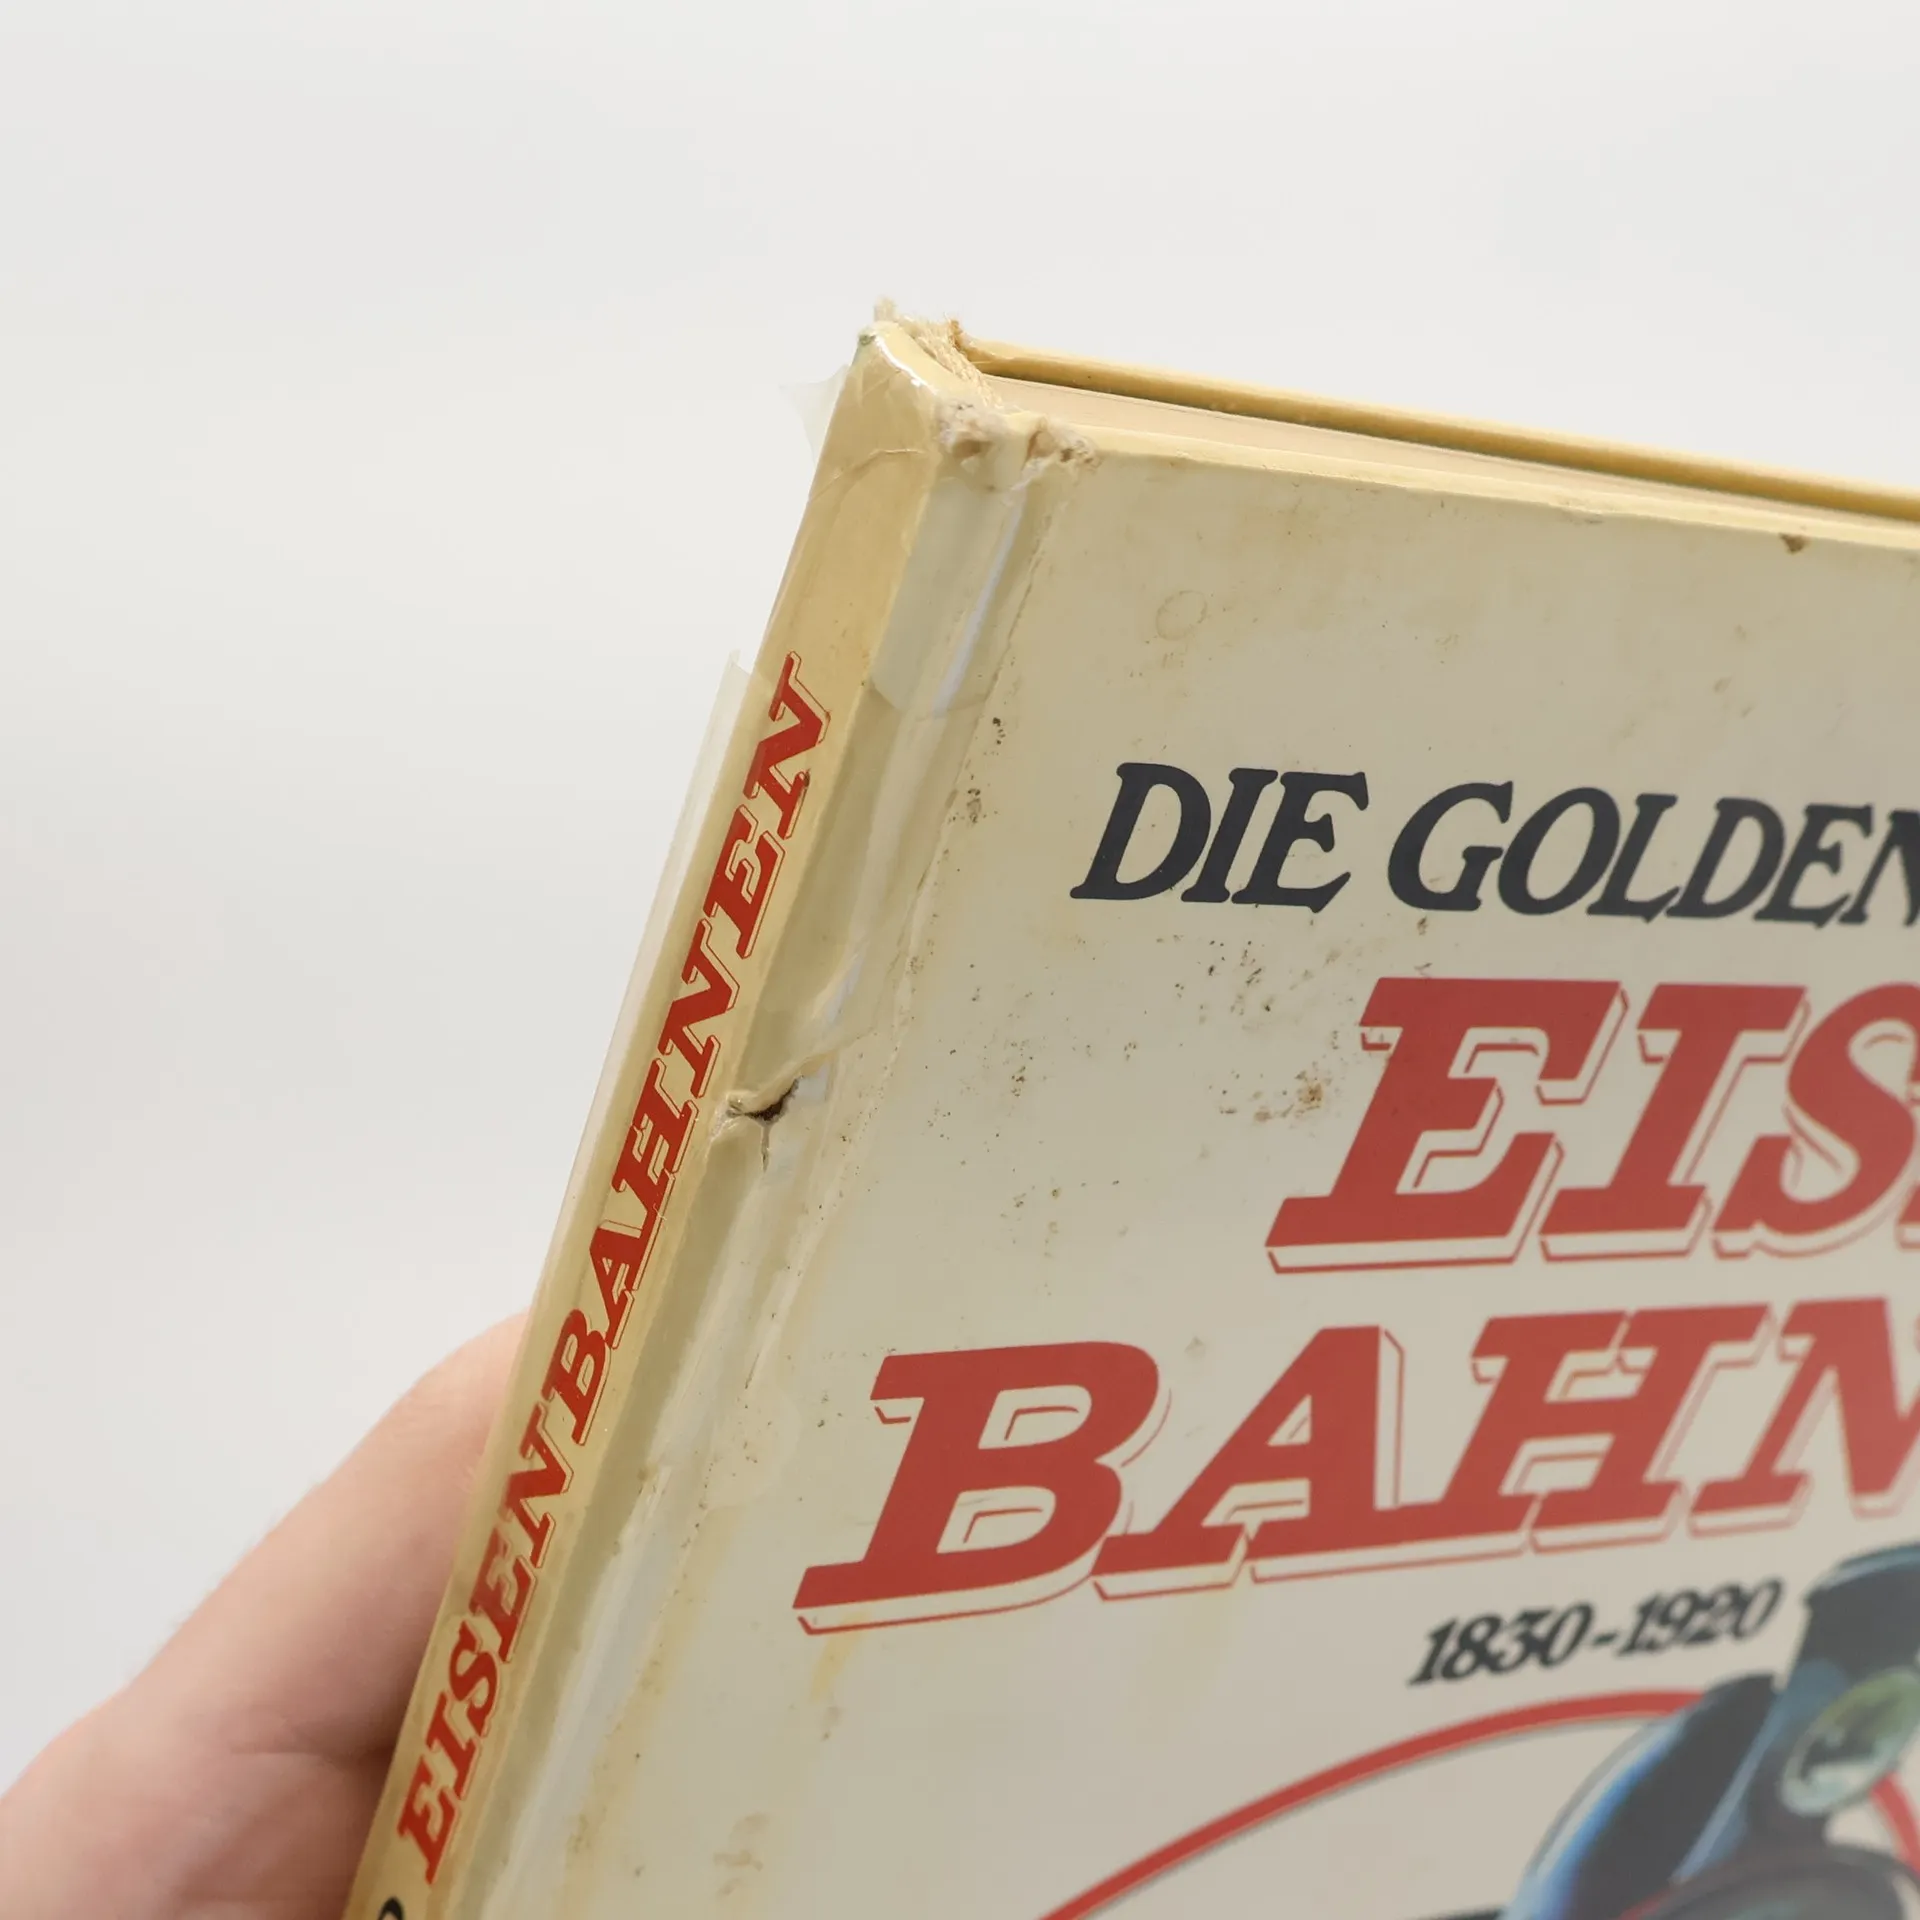 EISENBAHNEN
DIE GOLDEN
EIS
BAHN
1830-1920